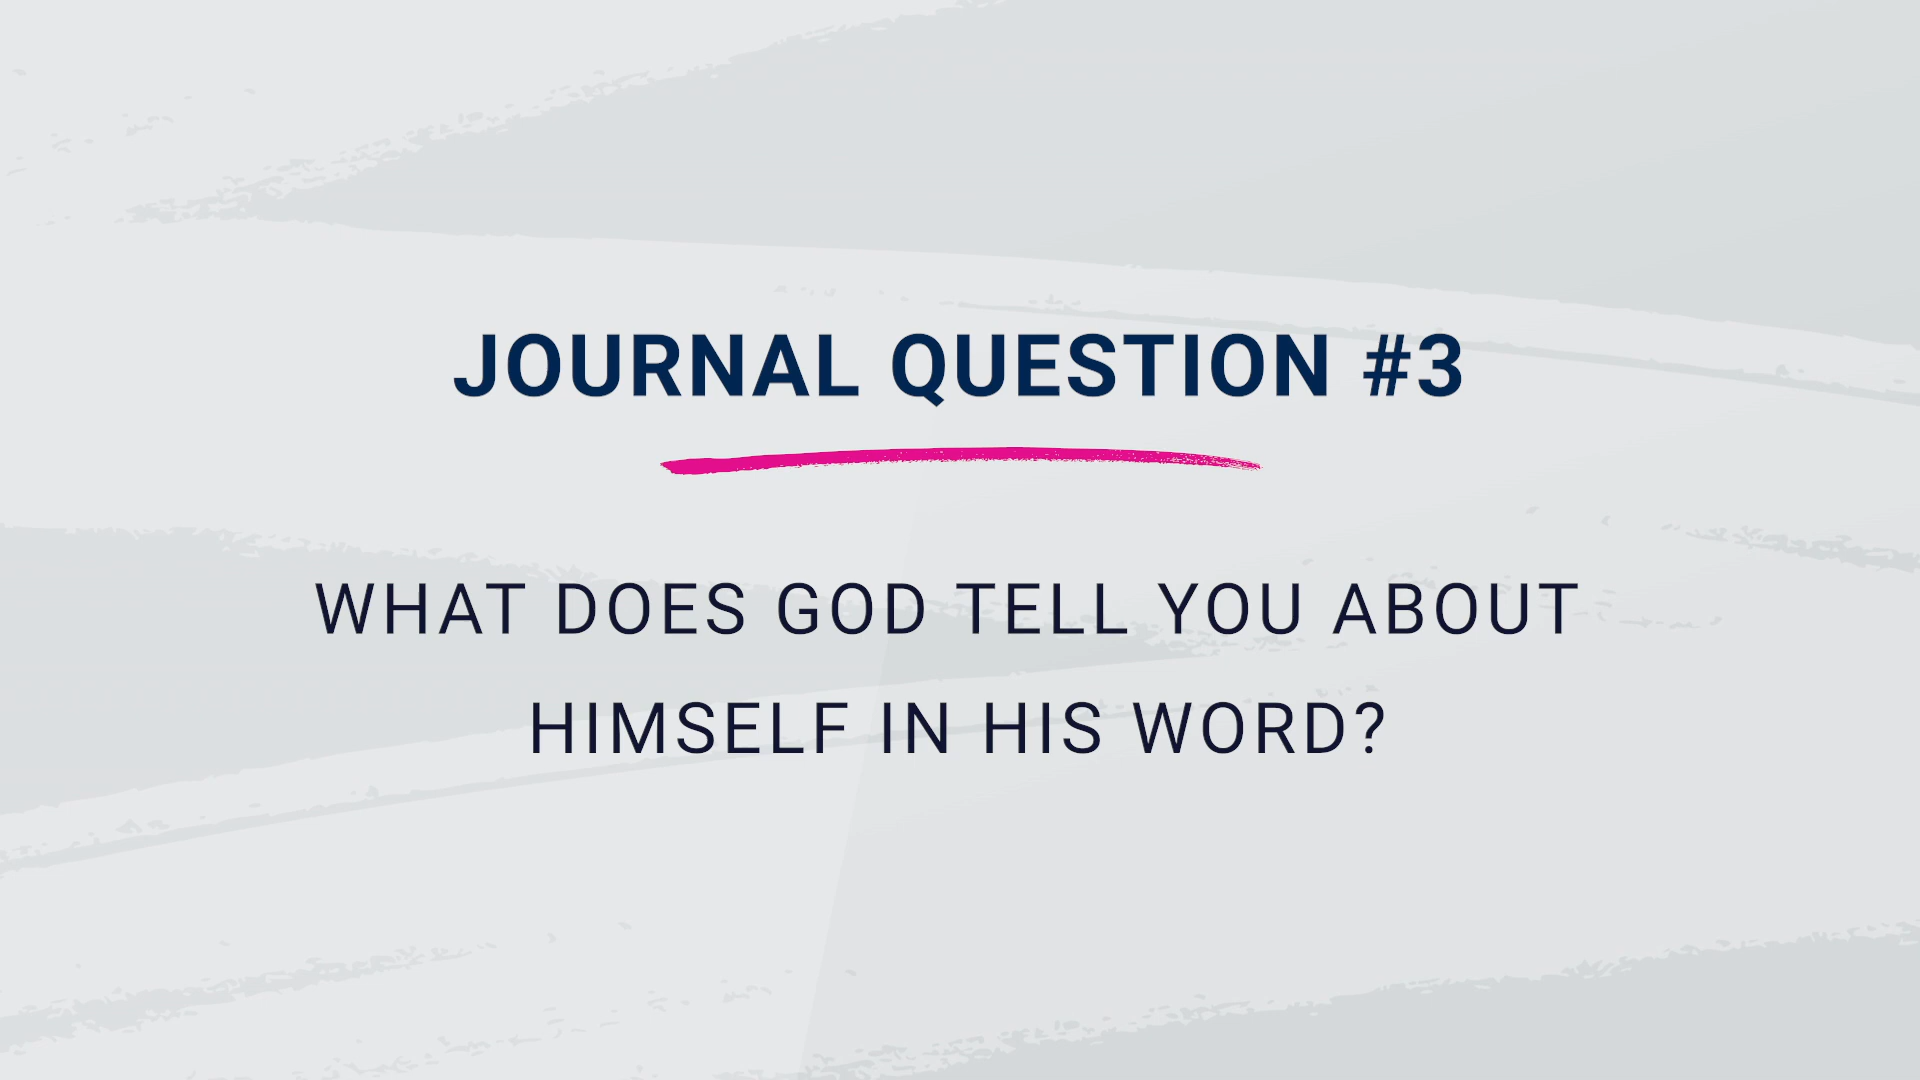 JOURNAL QUESTION #3
WHAT DOES GOD TELL YOU ABOUT
HIMSELF IN HIS WORD?